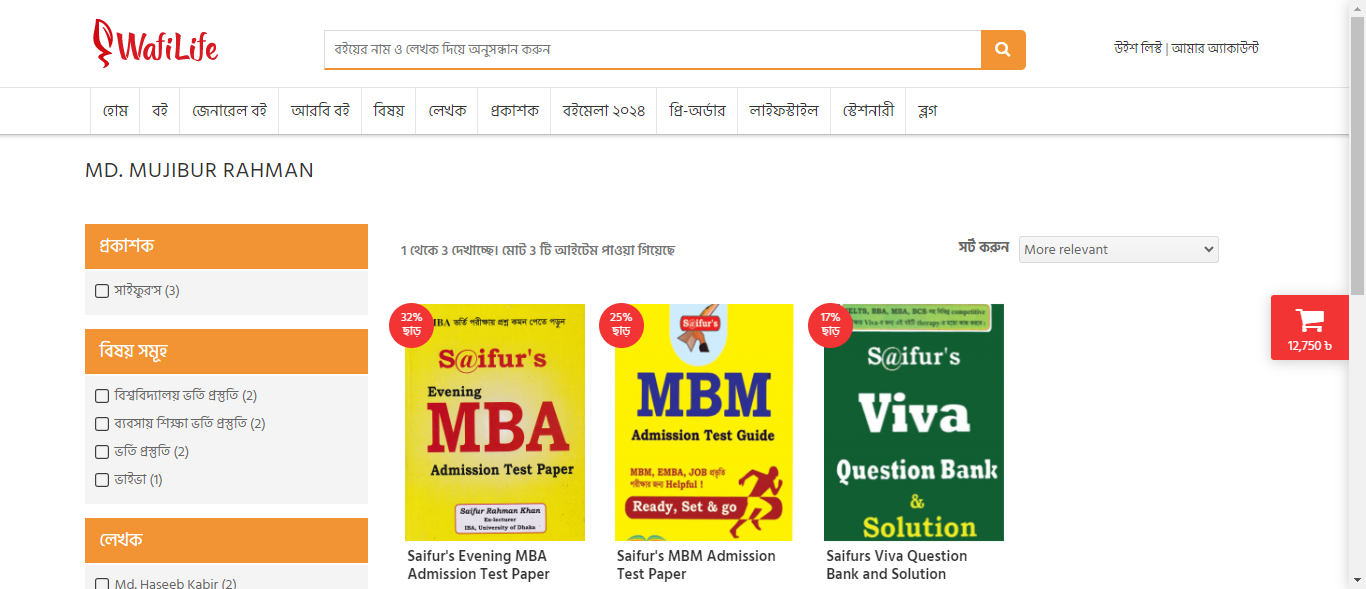 WafiLife
বইয়ের নাম ও লেখক দিয়ে অনুসন্ধান করুন
উইশ লিস্ট | আমার অ্যাকাউন্ট
হোম বই জেনারেল বই আরবি বই বিষয় লেখক প্রকাশক বইমেলা ২০২৪ প্রি-অর্ডার লাইফস্টাইল স্টেশনারী ব্লগ
MD. MUJIBUR RAHMAN
প্রকাশক
সাইফুর'স (3)
বিষয় সমূহ
বিশ্ববিদ্যালয় ভর্তি প্রস্তুতি (2)
ব্যবসায় শিক্ষা ভর্তি প্রস্তুতি (2)
ভর্তি প্রস্তুতি (2)
ভাইভা (1)
লেখক
Md. Haseeb Kabir (2)
1 থেকে 3 দেখাচ্ছে। মোট 3 টি আইটেম পাওয়া গিয়েছে
সর্ট করুন More relevant
32%
ছাড়
IBA ভর্তি পরীক্ষায় প্রশ্ন কমন পেতে পড়ুন
S@ifur's
Evening
MBA
Admission Test Paper
Saifur Rahman Khan
Ex-lecturer
IBA, University of Dhaka
Saifur's Evening MBA
Admission Test Paper
25%
ছাড়
S@ifur's
MBM
Admission Test Guide
MBM, EMBA, JOB প্রভৃতি
পরীক্ষার জন্য Helpful !
Ready, Set & go
Saifur's MBM Admission
Test Paper
17%
ছাড়
IELTS, BBA, MBA, BCS সহ বিভিন্ন competitive
S@ifur's
Viva
Question Bank
&
Solution
Saifurs Viva Question
Bank and Solution
12,750 ৳